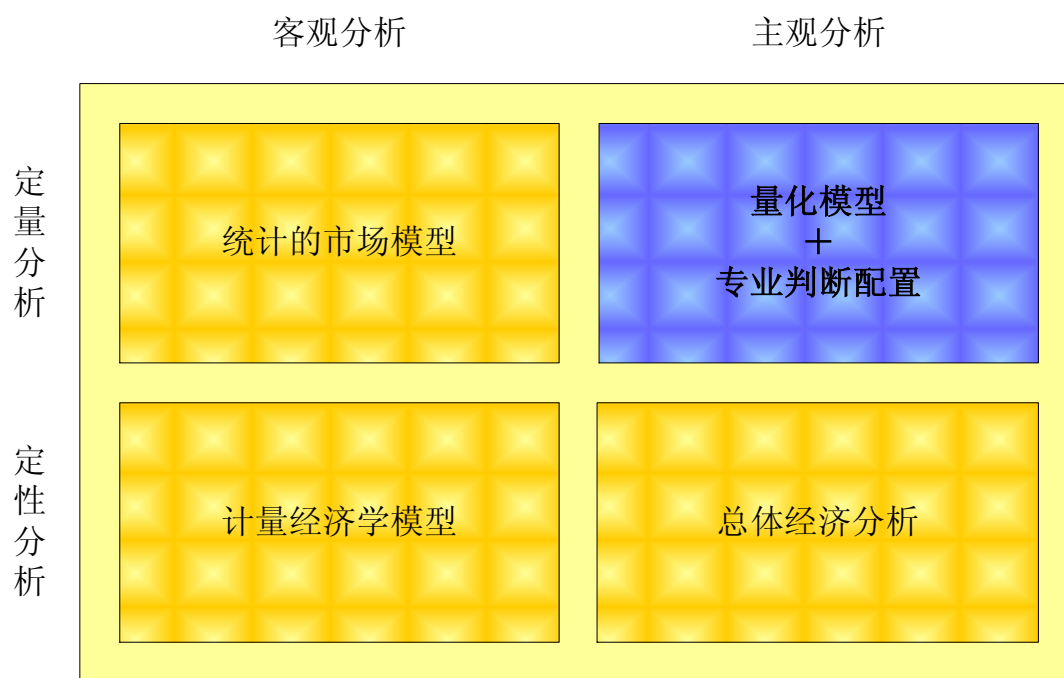 客观分析
主观分析
定量分析
统计的市场模型
量化模型
＋
专业判断配置
定性分析
计量经济学模型
总体经济分析